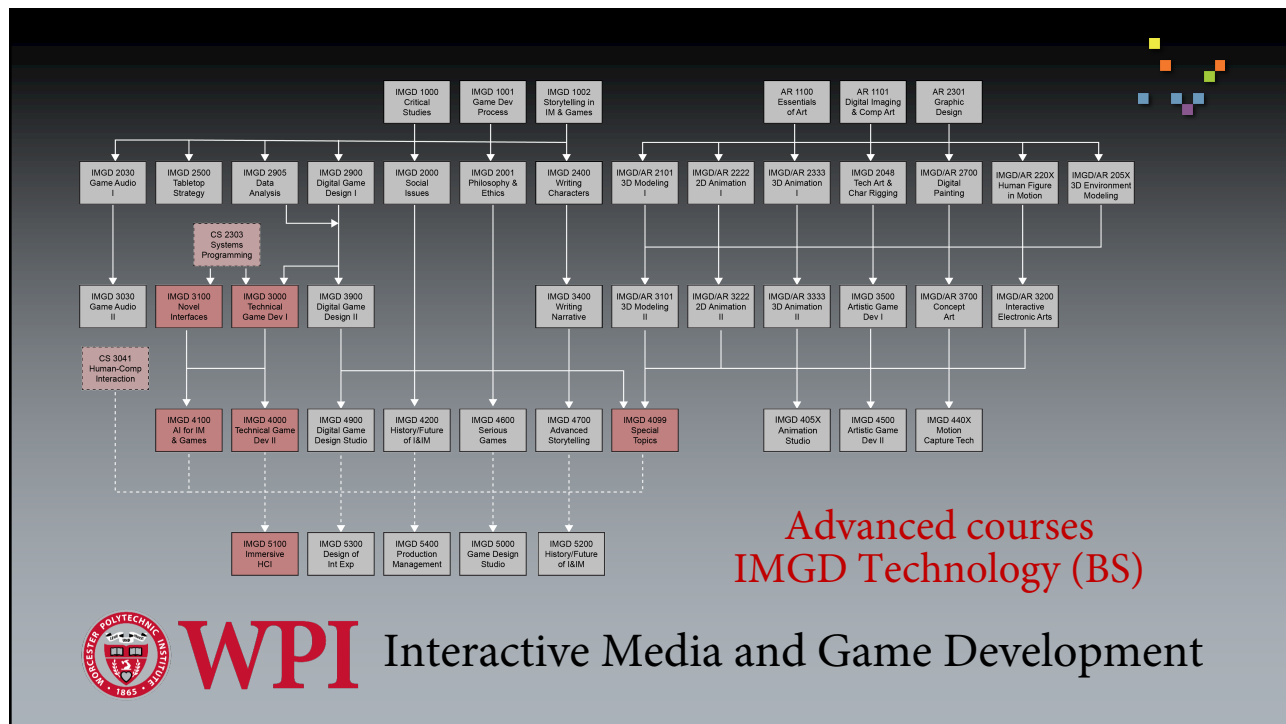 IMGD 1000
Critical
Studies
IMGD 1001
Game Dev
Process
IMGD 1002
Storytelling in
IM & Games
AR 1100
Essentials
of Art
AR 1101
Digital Imaging
& Comp Art
AR 2301
Graphic
Design
IMGD 2030
Game Audio
I
IMGD 2500
Tabletop
Strategy
IMGD 2905
Data
Analysis
IMGD 2900
Digital Game
Design I
IMGD 2000
Social
Issues
IMGD 2001
Philosophy &
Ethics
IMGD 2400
Writing
Characters
IMGD/AR 2101
3D Modeling
I
IMGD/AR 2222
2D Animation
I
IMGD/AR 2333
3D Animation
I
IMGD 2048
Tech Art &
Char Rigging
IMGD/AR 2700
Digital
Painting
IMGD/AR 220X
Human Figure
in Motion
IMGD/AR 205X
3D Environment
Modeling
CS 2303
Systems
Programming
IMGD 3030
Game Audio
II
IMGD 3100
Novel
Interfaces
IMGD 3000
Technical
Game Dev I
IMGD 3900
Digital Game
Design II
IMGD 3400
Writing
Narrative
IMGD/AR 3101
3D Modeling
II
IMGD/AR 3222
2D Animation
II
IMGD/AR 3333
3D Animation
II
IMGD 3500
Artistic Game
Dev I
IMGD/AR 3700
Concept
Art
IMGD/AR 3200
Interactive
Electronic Arts
CS 3041
Human-Comp
Interaction
IMGD 4100
AI for IM
& Games
IMGD 4000
Technical Game
Dev II
IMGD 4900
Digital Game
Design Studio
IMGD 4200
History/Future
of I&IM
IMGD 4600
Serious
Games
IMGD 4700
Advanced
Storytelling
IMGD 4099
Special
Topics
IMGD 405X
Animation
Studio
IMGD 4500
Artistic Game
Dev II
IMGD 440X
Motion
Capture Tech
IMGD 5100
Immersive
HCI
IMGD 5300
Design of
Int Exp
IMGD 5400
Production
Management
IMGD 5000
Game Design
Studio
IMGD 5200
History/Future
of I&IM
Advanced courses
IMGD Technology (BS)
WORCESTER POLYTECHNIC INSTITUTE
1865
WPI
Interactive Media and Game Development